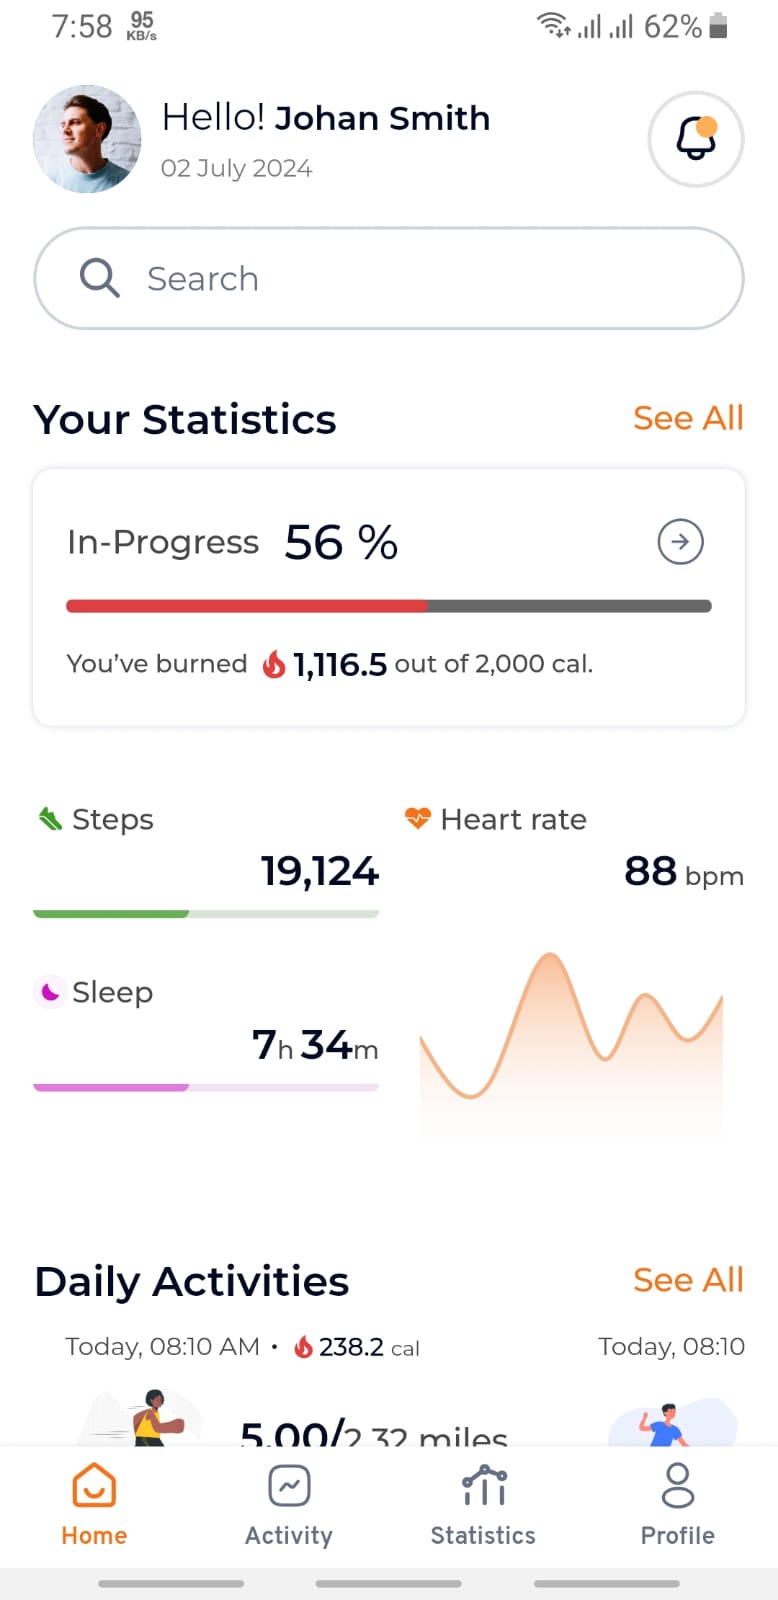 7:58 95 KB/s 62%
Hello! Johan Smith
02 July 2024
Search
Your Statistics See All
In-Progress 56 %
You’ve burned 1,116.5 out of 2,000 cal.
Steps
19,124
Heart rate
88 bpm
Sleep
7h 34m
Daily Activities See All
Today, 08:10 AM • 238.2 cal Today, 08:10
5.00/2.32 miles
Home Activity Statistics Profile